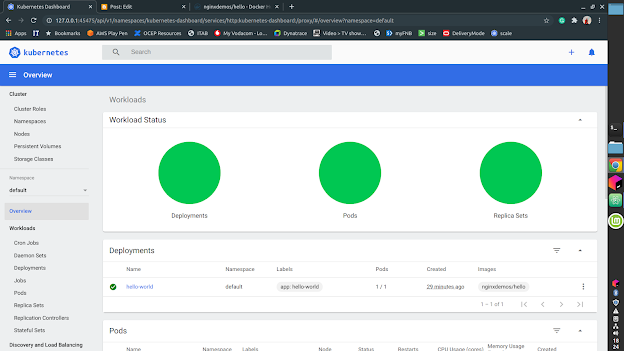 Kubernetes Dashboard
Post: Edit
nginxdemos/hello - Docker
127.0.0.1:45475/api/v1/namespaces/kubernetes-dashboard/services/http:kubernetes-dashboard:/proxy/#/overview?namespace=default
Apps
IT
Bookmarks
AWS Play Pen
OCEP Resources
ITAB
My Vodacom - Lo...
Dynatrace
Video > TV show...
myFNB
size
DeliveryMode
scale
kubernetes
Search
Overview
Cluster
Cluster Roles
Namespaces
Nodes
Persistent Volumes
Storage Classes
Namespace
default
Overview
Workloads
Cron Jobs
Daemon Sets
Deployments
Jobs
Pods
Replica Sets
Replication Controllers
Stateful Sets
Discovery and Load Balancing
Workloads
Workload Status
Deployments
Pods
Replica Sets
Deployments
Name Namespace Labels Pods Created Images
hello-world default app: hello-world 1 / 1 29 minutes ago nginxdemos/hello
1 – 1 of 1
Pods
Name Namespace Labels Node Status Restarts CPU Usage (cores) Memory Usage Created
18
24